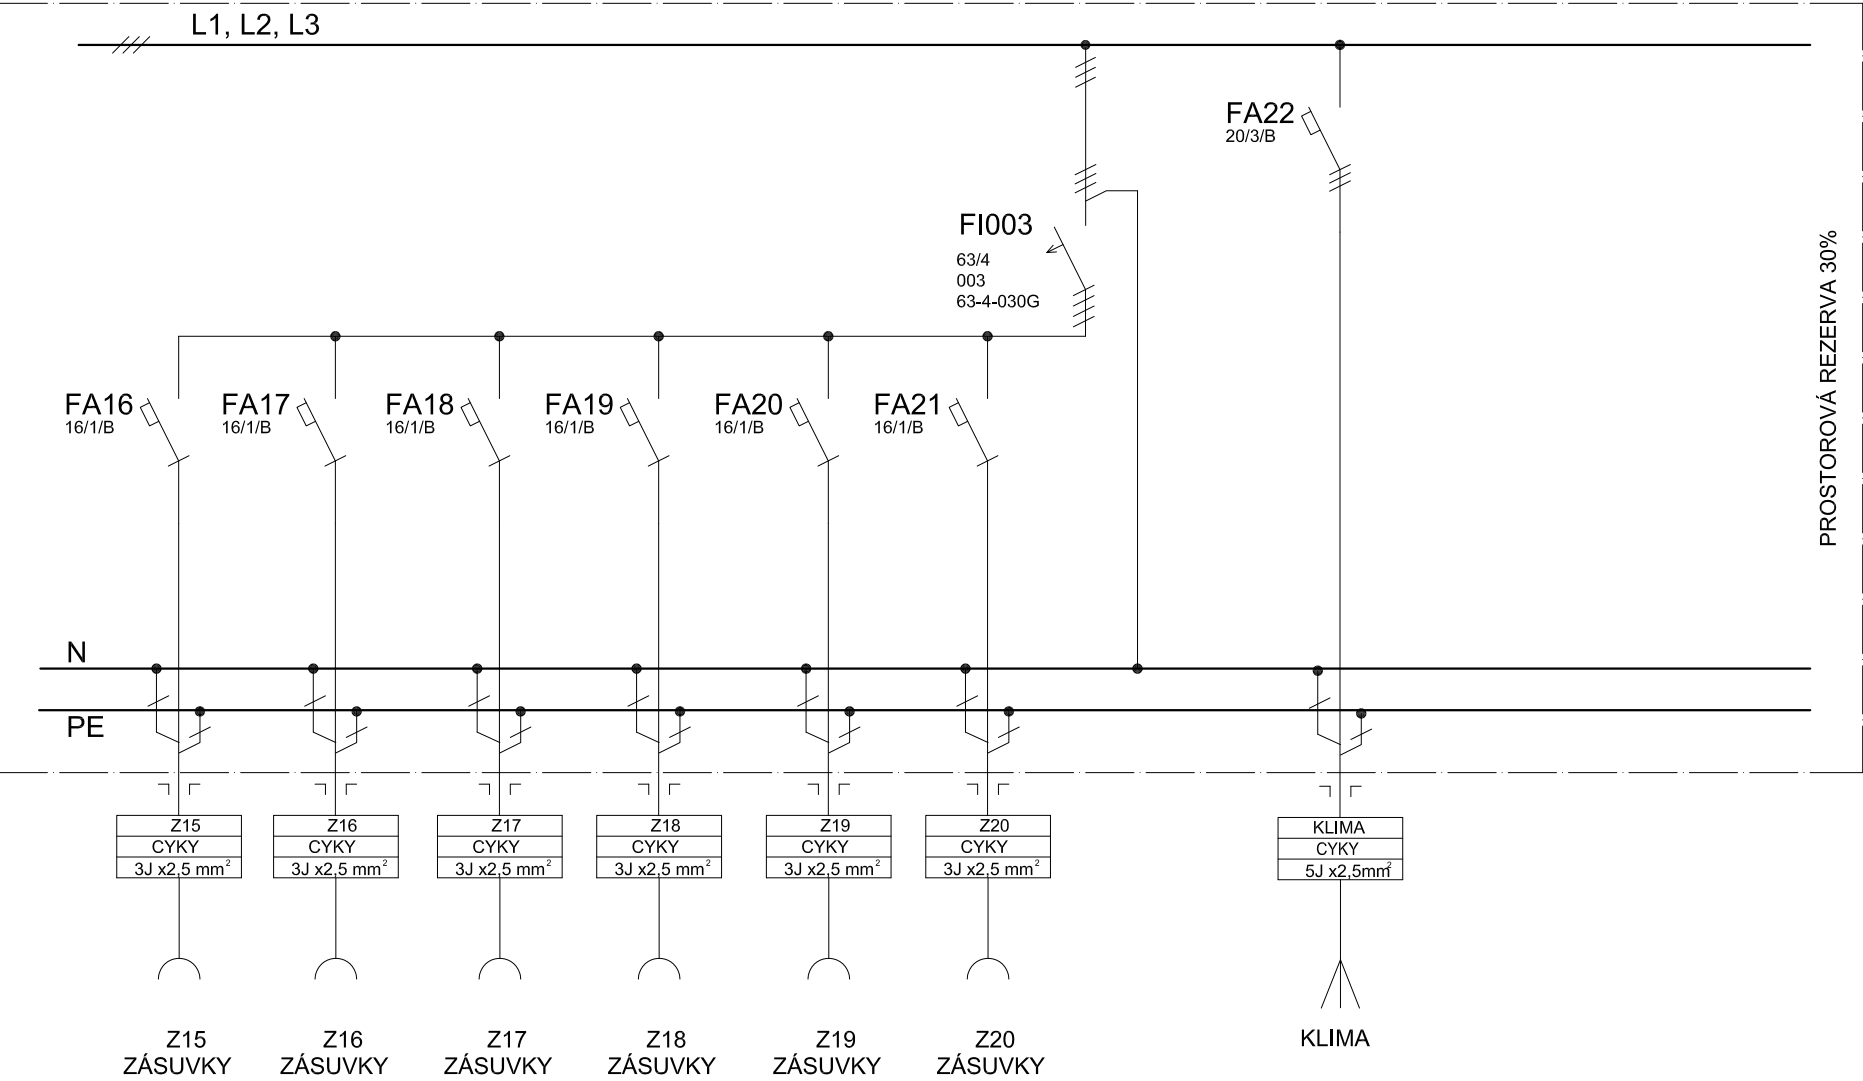 L1, L2, L3
FA22
20/3/B
FI003
63/4
003
63-4-030G
PROSTOROVÁ REZERVA 30%
FA16
16/1/B
FA17
16/1/B
FA18
16/1/B
FA19
16/1/B
FA20
16/1/B
FA21
16/1/B
N
PE
Z15
CYKY
3J x2,5 mm²
Z16
CYKY
3J x2,5 mm²
Z17
CYKY
3J x2,5 mm²
Z18
CYKY
3J x2,5 mm²
Z19
CYKY
3J x2,5 mm²
Z20
CYKY
3J x2,5 mm²
KLIMA
CYKY
5J x2,5mm²
Z15
ZÁSUVKY
Z16
ZÁSUVKY
Z17
ZÁSUVKY
Z18
ZÁSUVKY
Z19
ZÁSUVKY
Z20
ZÁSUVKY
KLIMA